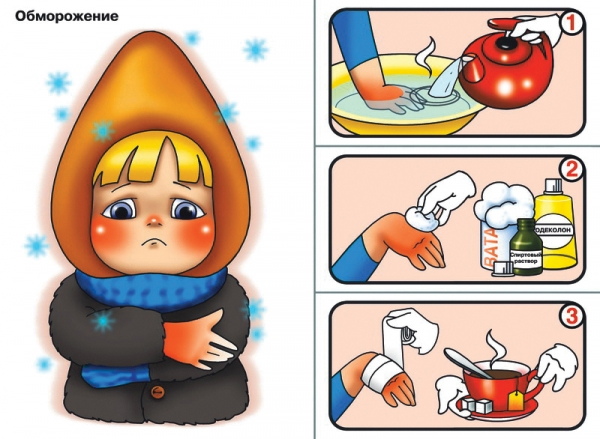 Обморожение
1
2
ВАТА
ОДЕКОЛОН
Спиртовый
раствор
3